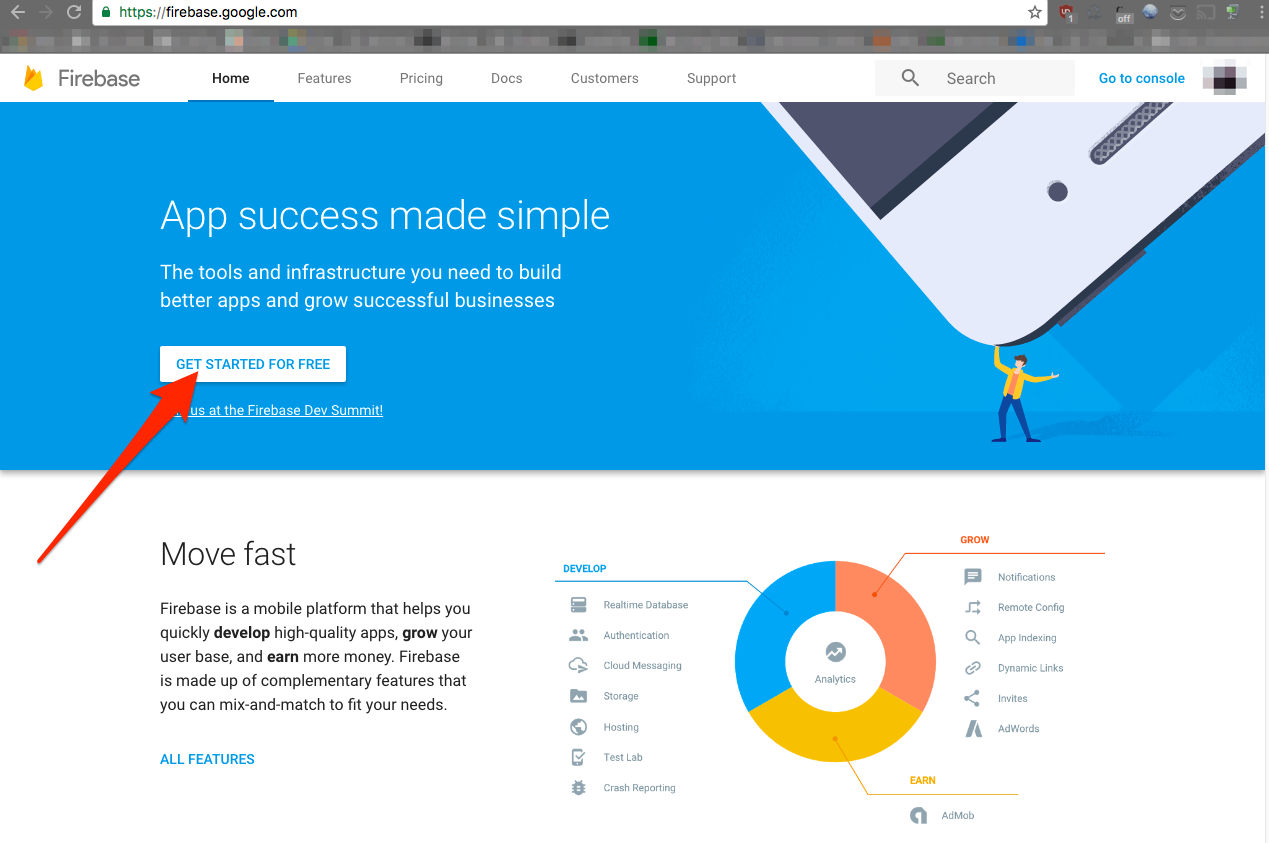 https://firebase.google.com
1
off
Firebase
Home
Features
Pricing
Docs
Customers
Support
Search
Go to console
App success made simple
The tools and infrastructure you need to build
better apps and grow successful businesses
GET STARTED FOR FREE
us at the Firebase Dev Summit!
Move fast
Firebase is a mobile platform that helps you
quickly develop high-quality apps, grow your
user base, and earn more money. Firebase
is made up of complementary features that
you can mix-and-match to fit your needs.
ALL FEATURES
DEVELOP
Realtime Database
Authentication
Cloud Messaging
Storage
Hosting
Test Lab
Crash Reporting
Analytics
GROW
Notifications
Remote Config
App Indexing
Dynamic Links
Invites
AdWords
EARN
AdMob